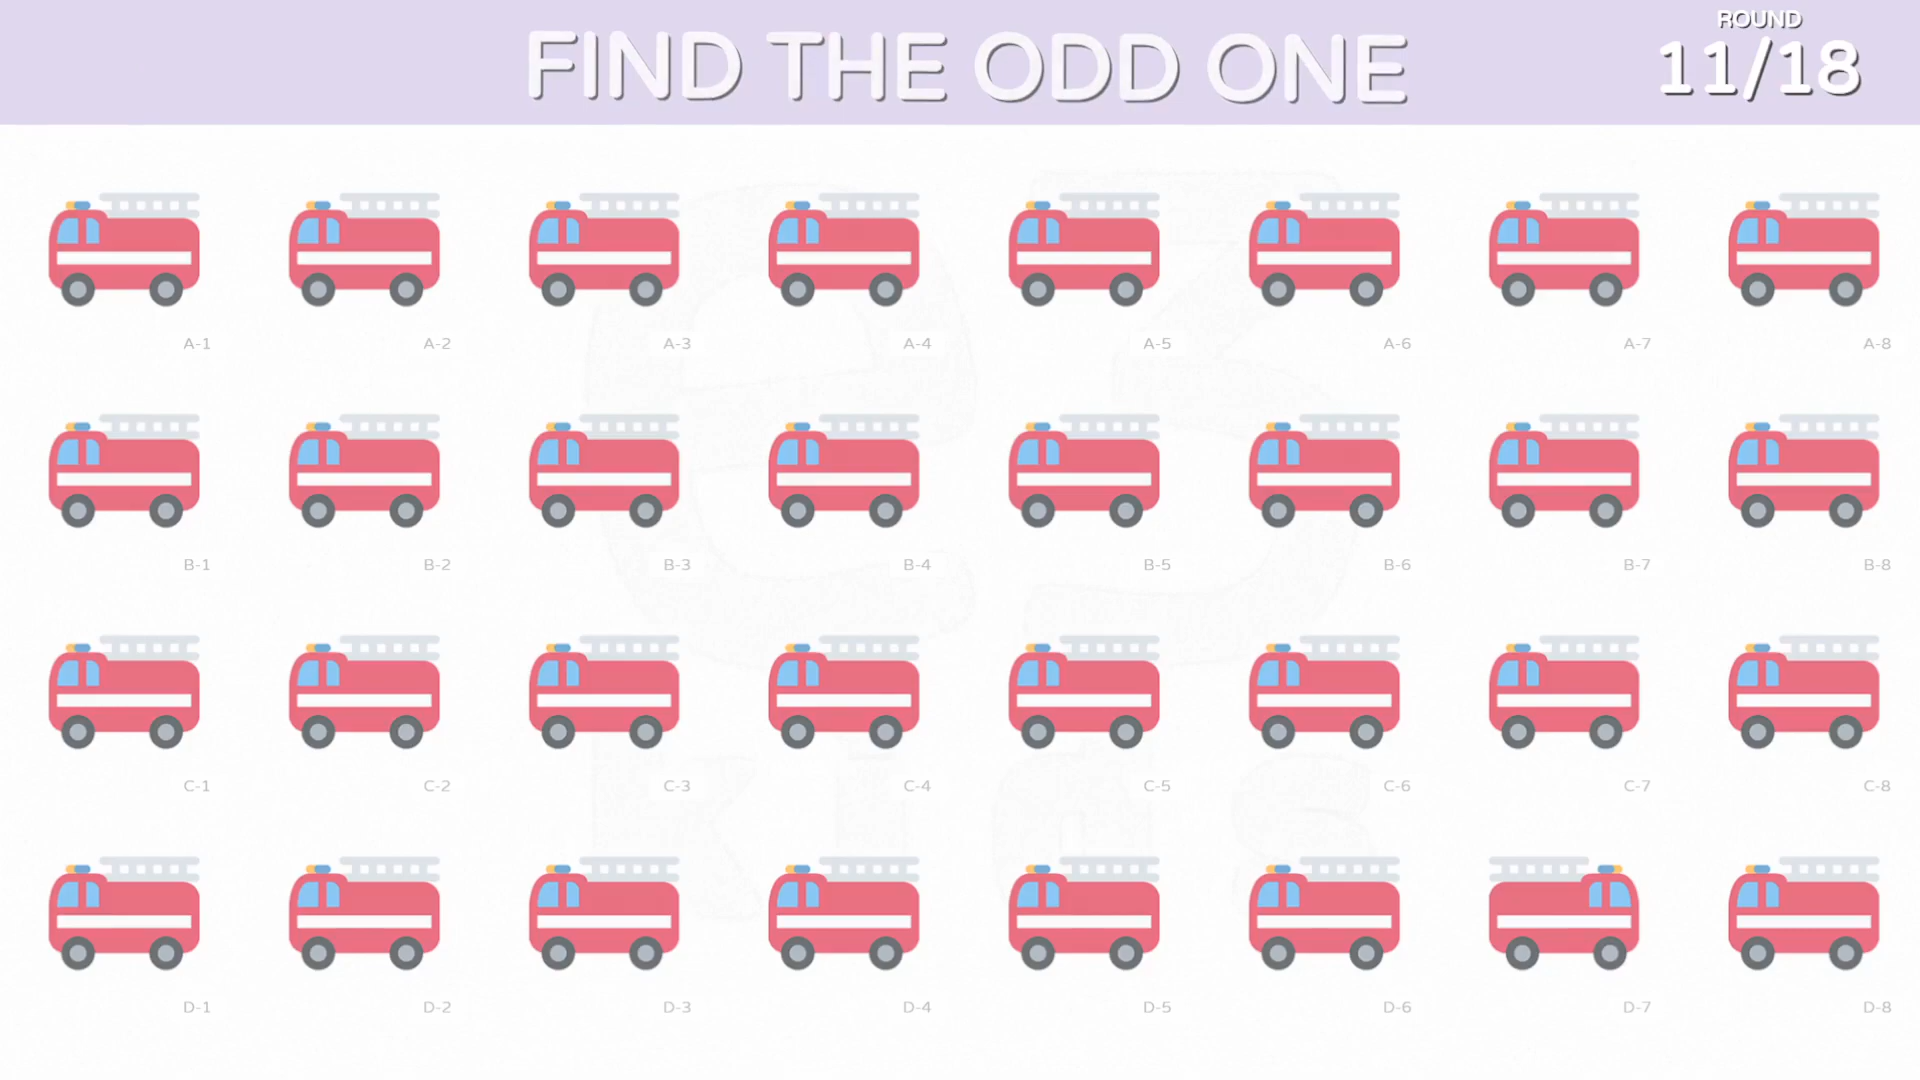 FIND THE ODD ONE
ROUND
11/18
A-1 A-2 A-3 A-4 A-5 A-6 A-7 A-8
B-1 B-2 B-3 B-4 B-5 B-6 B-7 B-8
C-1 C-2 C-3 C-4 C-5 C-6 C-7 C-8
D-1 D-2 D-3 D-4 D-5 D-6 D-7 D-8